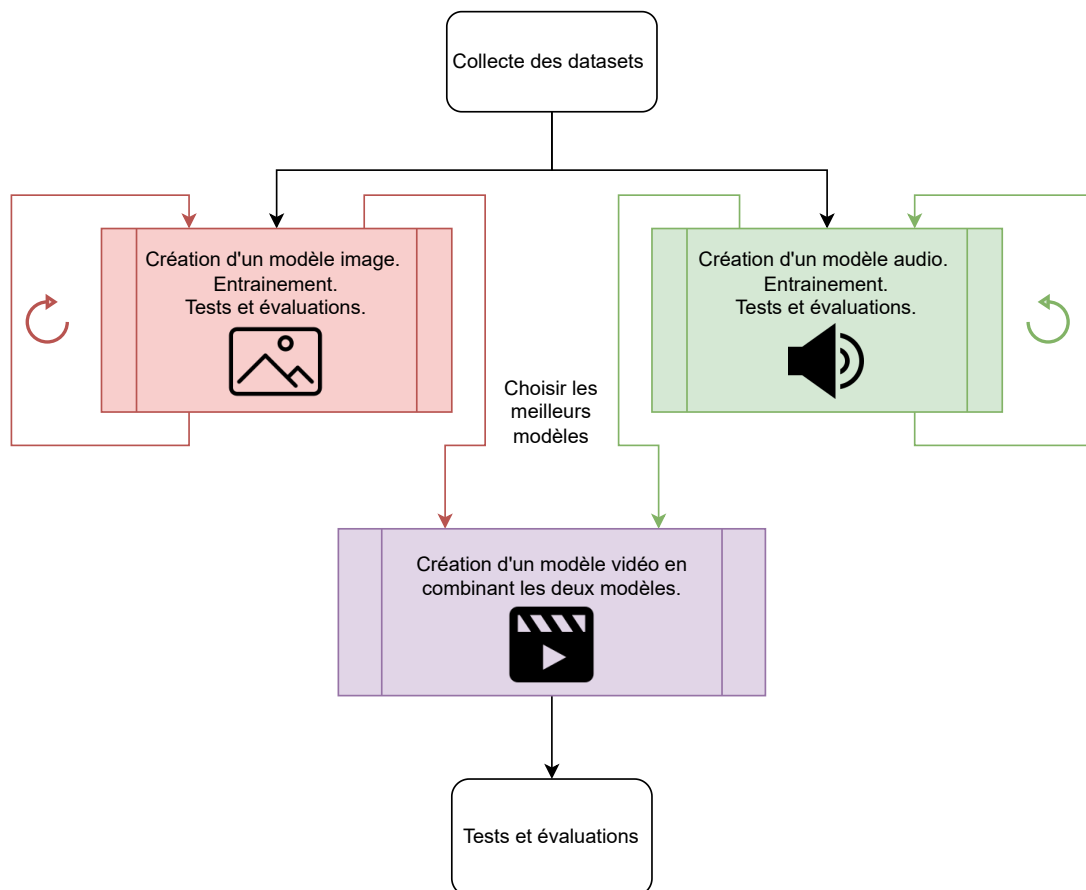 Collecte des datasets
Création d'un modèle image.
Entrainement.
Tests et évaluations.
Création d'un modèle audio.
Entrainement.
Tests et évaluations.
Choisir les
meilleurs
modèles
Création d'un modèle vidéo en
combinant les deux modèles.
Tests et évaluations